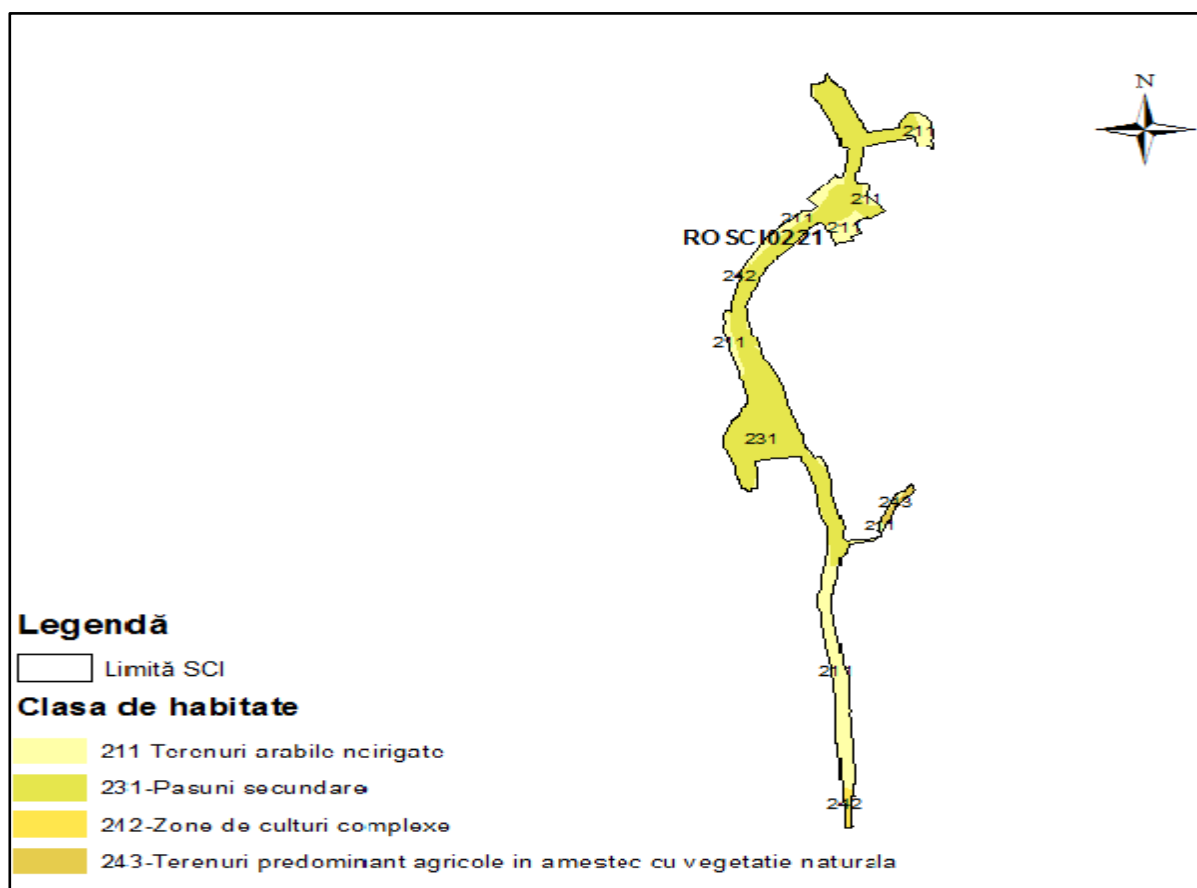 N
211
211
211
211
ROSCI0221
242
211
231
243
211
211
242
Legendă
Limită SCI
Clasa de habitate
211 Terenuri arabile neirigate
231-Pasuni secundare
242-Zone de culturi complexe
243-Terenuri predominant agricole in amestec cu vegetatie naturala